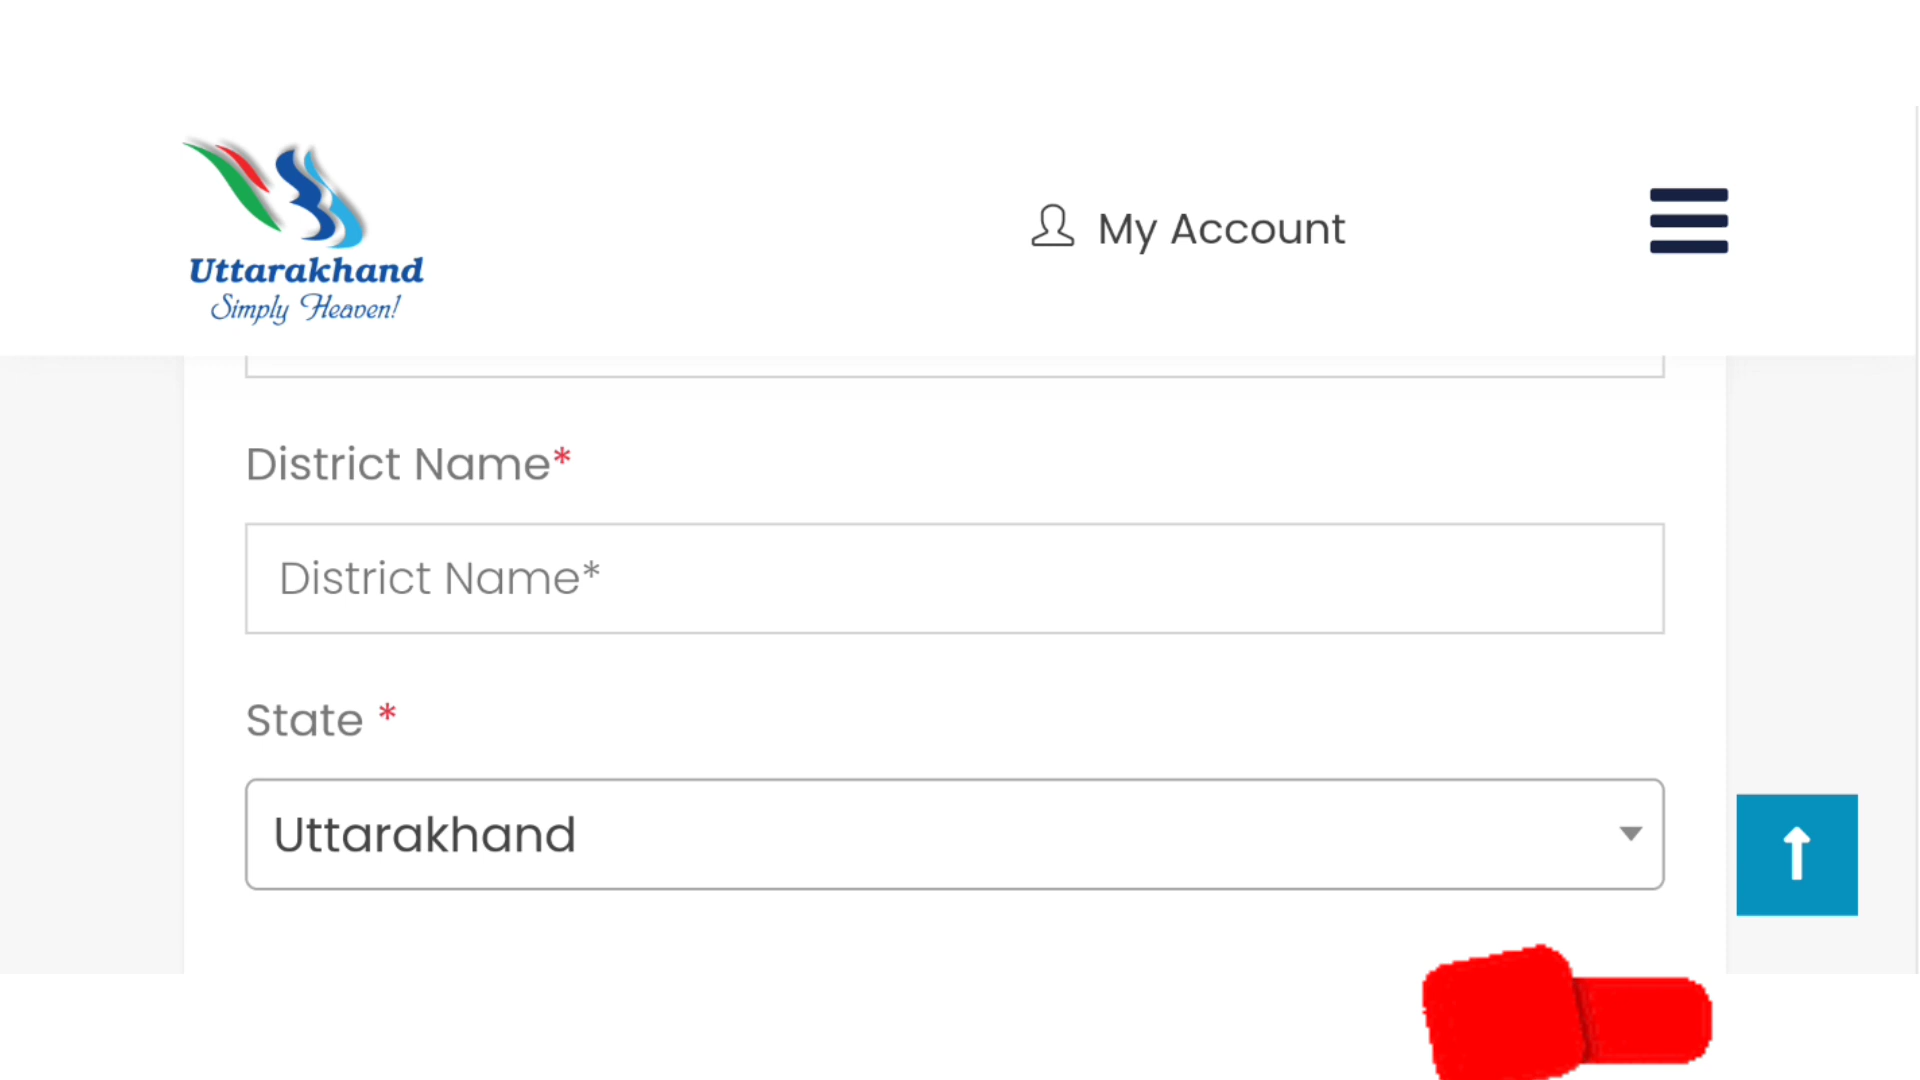 Uttarakhand
Simply Heaven!
My Account
District Name*
District Name*
State *
Uttarakhand